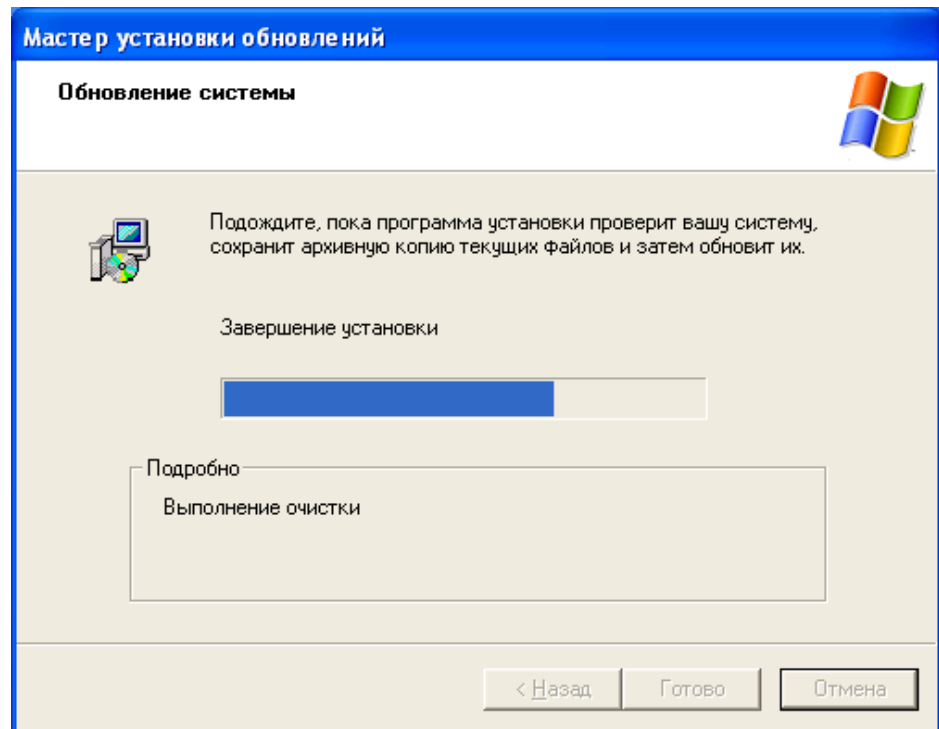 Мастер установки обновлений
Обновление системы
Подождите, пока программа установки проверит вашу систему,
сохранит архивную копию текущих файлов и затем обновит их.
Завершение установки
Подробно
Выполнение очистки
< Назад
Готово
Отмена